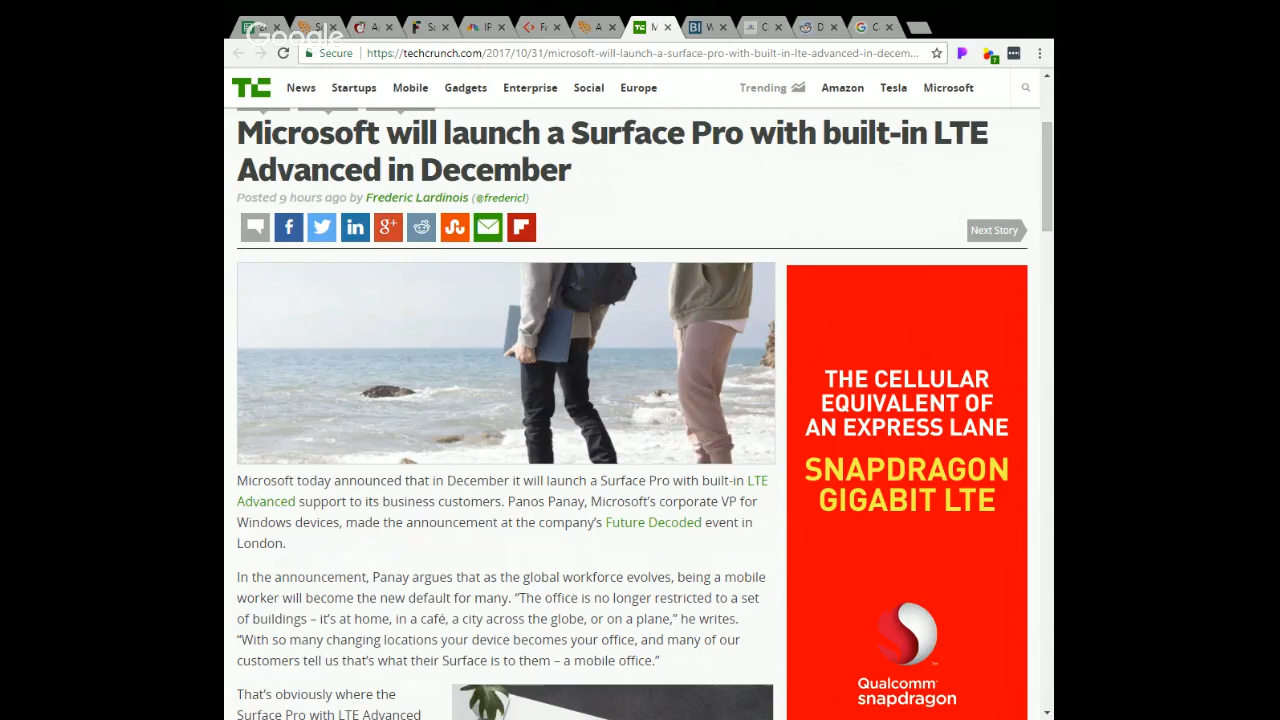 Google
A
F
S
IP
F
A
M
W
C
D
C
Secure https://techcrunch.com/2017/10/31/microsoft-will-launch-a-surface-pro-with-built-in-lte-advanced-in-decem...
TC News Startups Mobile Gadgets Enterprise Social Europe Trending Amazon Tesla Microsoft
Microsoft will launch a Surface Pro with built-in LTE
Advanced in December
Posted 9 hours ago by Frederic Lardinois (@fredericl)
Next Story
THE CELLULAR
EQUIVALENT OF
AN EXPRESS LANE
SNAPDRAGON
GIGABIT LTE
Qualcomm
snapdragon
Microsoft today announced that in December it will launch a Surface Pro with built-in LTE
Advanced support to its business customers. Panos Panay, Microsoft's corporate VP for
Windows devices, made the announcement at the company's Future Decoded event in
London.
In the announcement, Panay argues that as the global workforce evolves, being a mobile
worker will become the new default for many. “The office is no longer restricted to a set
of buildings – it's at home, in a café, a city across the globe, or on a plane,” he writes.
“With so many changing locations your device becomes your office, and many of our
customers tell us that's what their Surface is to them – a mobile office.”
That's obviously where the
Surface Pro with LTE Advanced